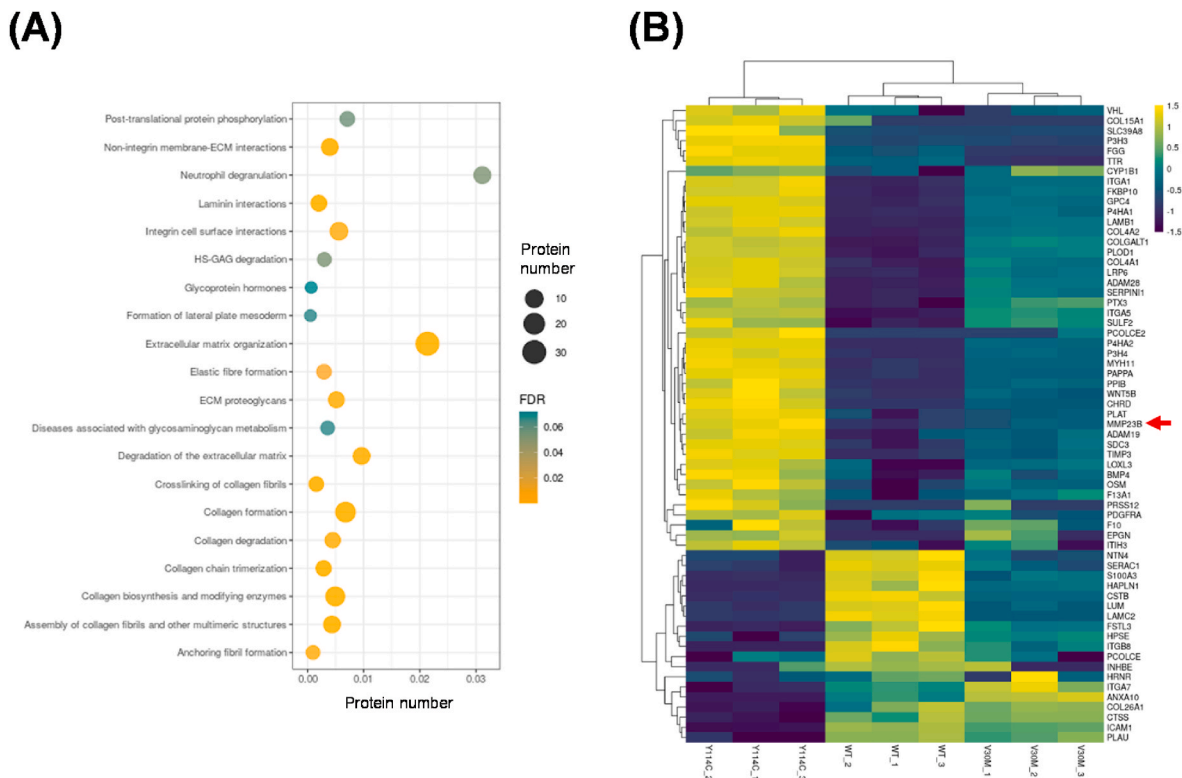 (A)
Post-translational protein phosphorylation
Non-integrin membrane-ECM interactions
Neutrophil degranulation
Laminin interactions
Integrin cell surface interactions
HS-GAG degradation
Glycoprotein hormones
Formation of lateral plate mesoderm
Extracellular matrix organization
Elastic fibre formation
ECM proteoglycans
Diseases associated with glycosaminoglycan metabolism
Degradation of the extracellular matrix
Crosslinking of collagen fibrils
Collagen formation
Collagen degradation
Collagen chain trimerization
Collagen biosynthesis and modifying enzymes
Assembly of collagen fibrils and other multimeric structures
Anchoring fibril formation
0.00 0.01 0.02 0.03
Protein number
Protein
number
10
20
30
FDR
0.06
0.04
0.02
(B)
VHL
COL15A1
SLC39A8
P3H3
FGG
TTR
CYP1B1
ITGA1
FKBP10
GPC4
P4HA1
LAMB1
COL4A2
COLGALT1
PLOD1
COL4A1
LRP6
ADAM28
SERPINI1
PTX3
ITGA5
SULF2
PCOLCE2
P4HA2
P3H4
MYH11
PAPPA
PPIB
WNT5B
CHRD
PLAT
MMP23B
ADAM19
SDC3
TIMP3
LOXL3
BMP4
OSM
F13A1
PRSS12
PDGFRA
F10
EPGN
ITIH3
NTN4
SERAC1
S100A3
HAPLN1
CSTB
LUM
LAMC2
FSTL3
HPSE
ITGB8
PCOLCE
INHBE
HRNR
ITGA7
ANXA10
COL26A1
CTSS
ICAM1
PLAU
1.5
1
0.5
0
-0.5
-1
-1.5
Y114C_2
Y114C_1
Y114C_3
WT_2
WT_1
WT_3
V30M_1
V30M_2
V30M_3